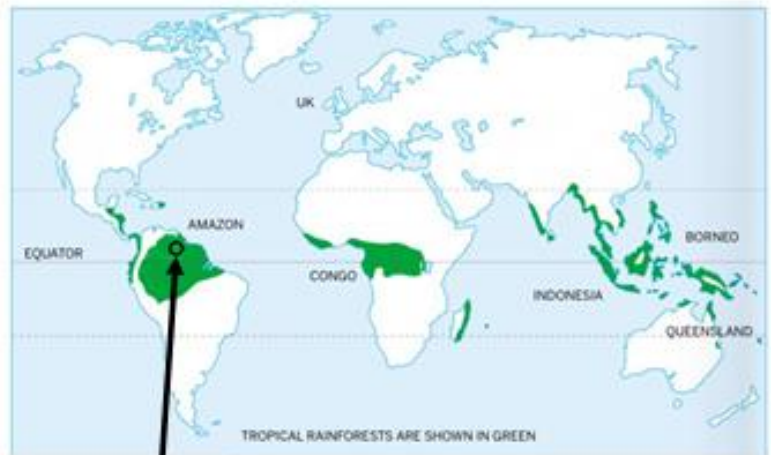 UK
AMAZON
EQUATOR
BORNEO
CONGO
INDONESIA
QUEENSLAND
TROPICAL RAINFORESTS ARE SHOWN IN GREEN